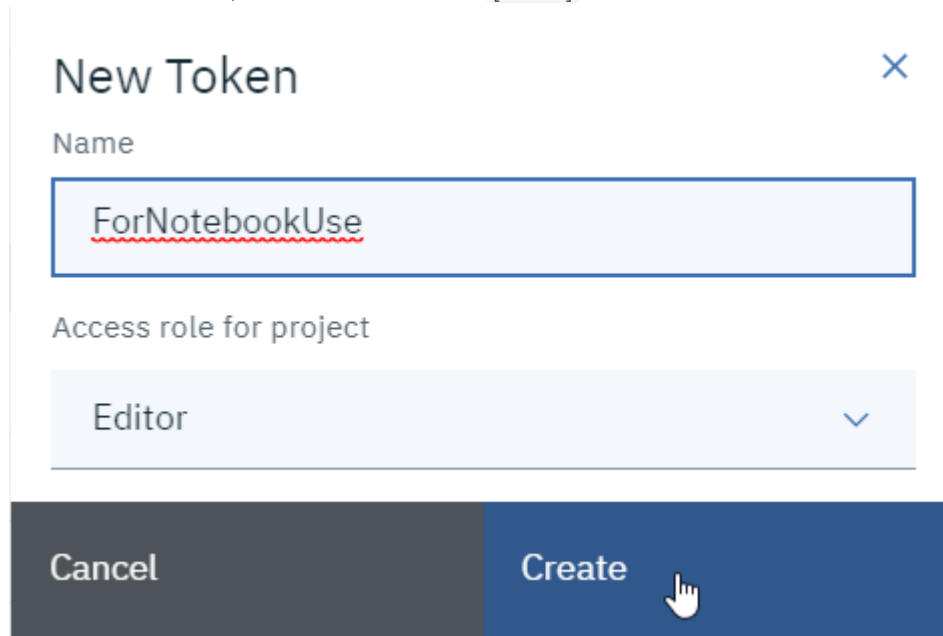 New Token
Name
ForNotebookUse
Access role for project
Editor
Cancel
Create